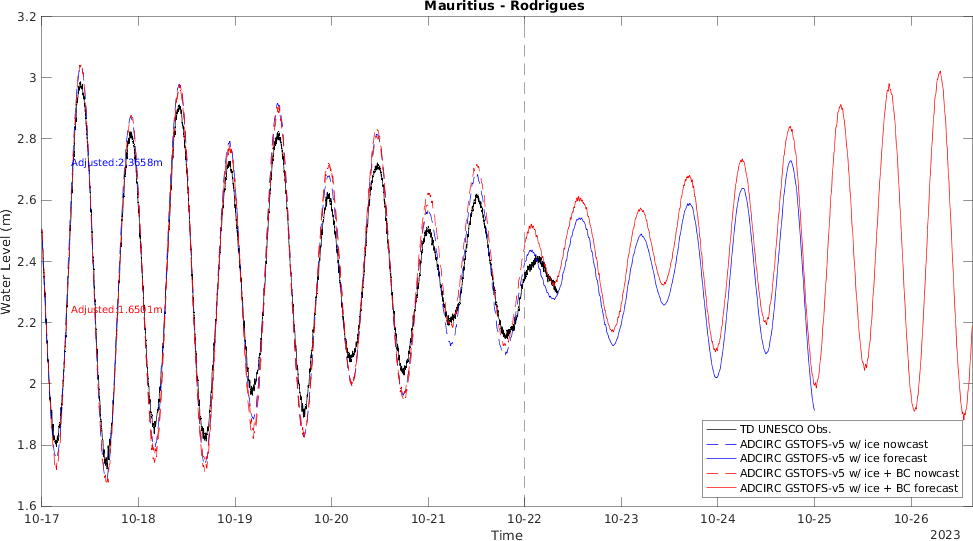 Mauritius - Rodrigues
3.2
3
2.8
2.6
2.4
2.2
2
1.8
1.6
Water Level (m)
Adjusted:2.3658m
Adjusted:1.6501m
TD UNESCO Obs.
ADCIRC GSTOFS-v5 w/ ice nowcast
ADCIRC GSTOFS-v5 w/ ice forecast
ADCIRC GSTOFS-v5 w/ ice + BC nowcast
ADCIRC GSTOFS-v5 w/ ice + BC forecast
10-17 10-18 10-19 10-20 10-21 10-22 10-23 10-24 10-25 10-26
Time
2023